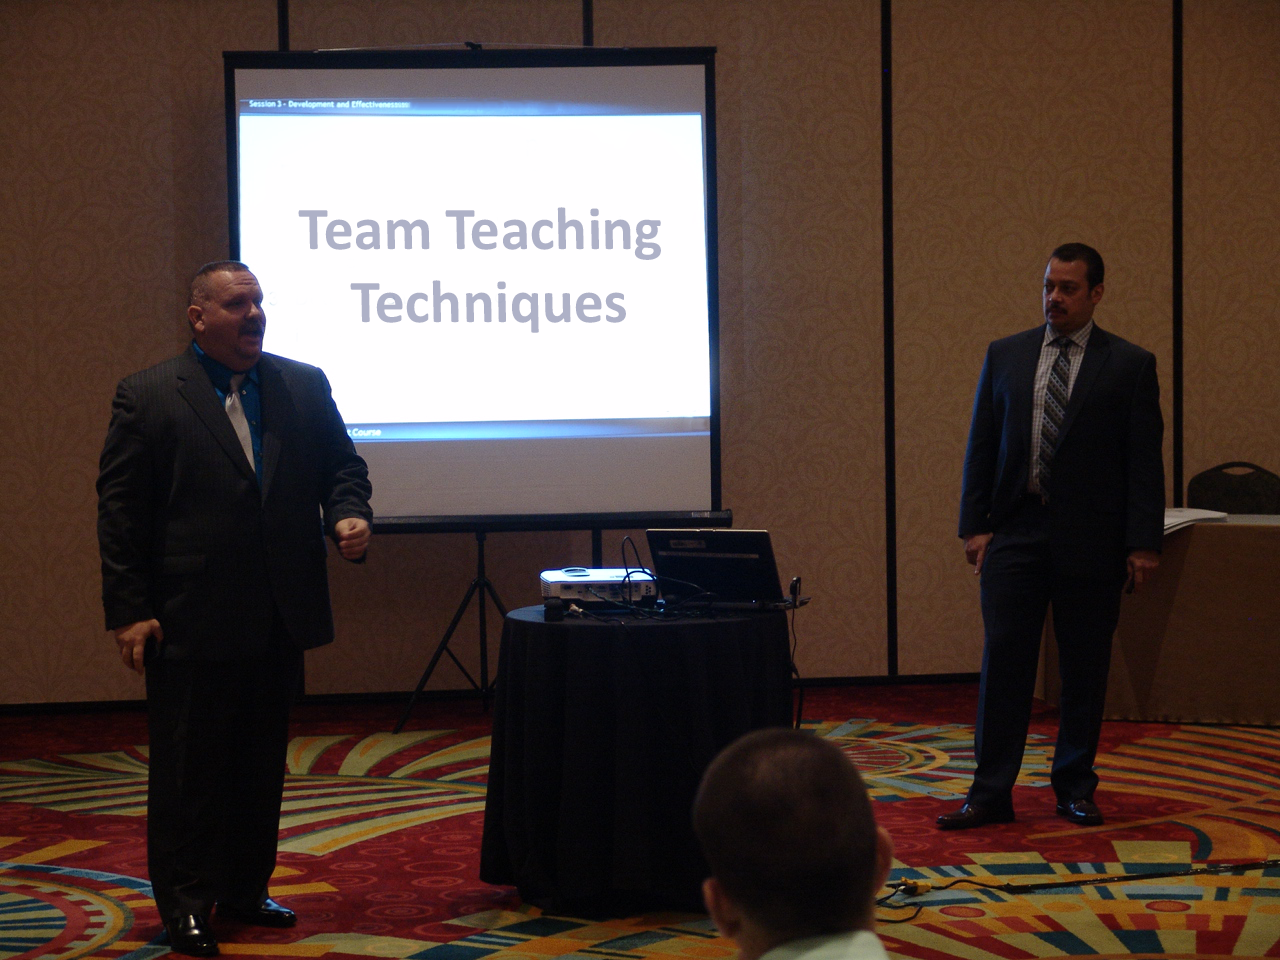 Session 3 - Development and Effectiveness
Team Teaching
Techniques
Course